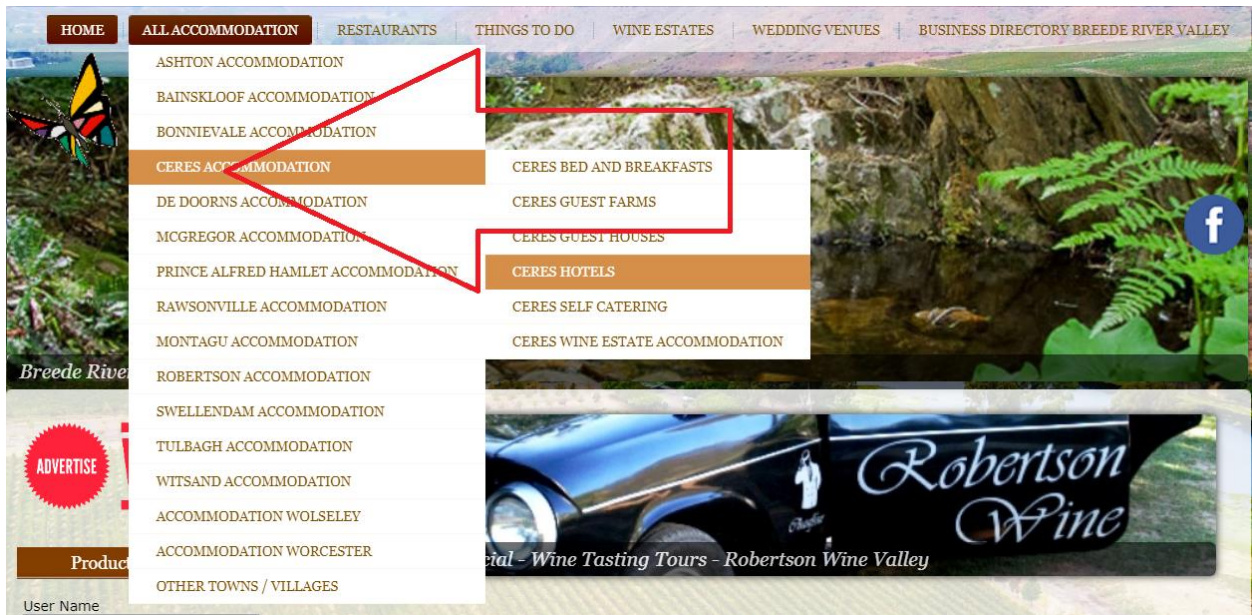 HOME ALL ACCOMMODATION RESTAURANTS THINGS TO DO WINE ESTATES WEDDING VENUES BUSINESS DIRECTORY BREEDE RIVER VALLEY
ASHTON ACCOMMODATION
BAINSKLOOF ACCOMMODATION
BONNIEVALE ACCOMMODATION
CERES ACCOMMODATION
DE DOORNS ACCOMMODATION
MCGREGOR ACCOMMODATION
PRINCE ALFRED HAMLET ACCOMMODATION
RAWSONVILLE ACCOMMODATION
MONTAGU ACCOMMODATION
ROBERTSON ACCOMMODATION
SWELLENDAM ACCOMMODATION
TULBAGH ACCOMMODATION
WITSAND ACCOMMODATION
ACCOMMODATION WOLSELEY
ACCOMMODATION WORCESTER
OTHER TOWNS / VILLAGES
CERES BED AND BREAKFASTS
CERES GUEST FARMS
CERES GUEST HOUSES
CERES HOTELS
CERES SELF CATERING
CERES WINE ESTATE ACCOMMODATION
f
Breede Rive
ADVERTISE
Robertson
Wine
cial - Wine Tasting Tours - Robertson Wine Valley
Product
User Name